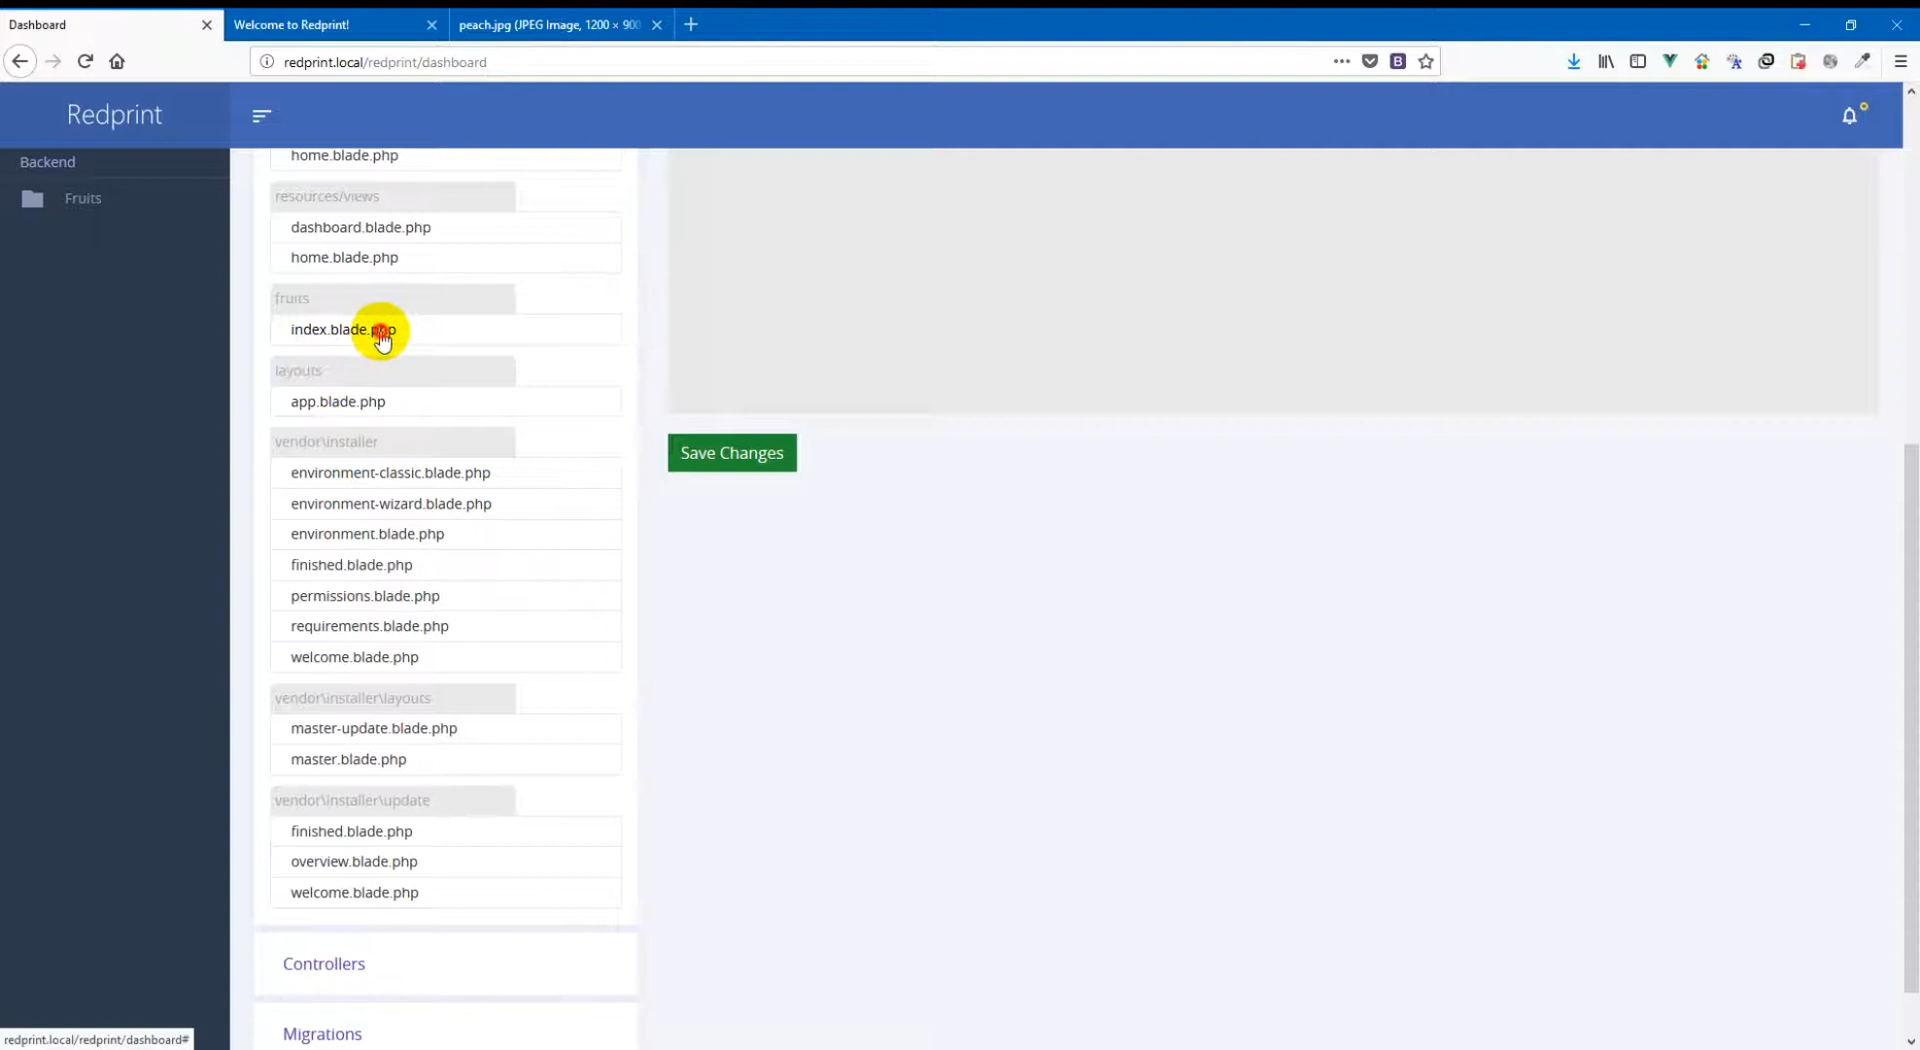 Dashboard
Welcome to Redprint!
peach.jpg (JPEG Image, 1200 × 900
redprint.local/redprint/dashboard
B
Redprint
Backend
Fruits
home.blade.php
resources/views
dashboard.blade.php
home.blade.php
fruits
index.blade.php
layouts
app.blade.php
Save Changes
vendor\installer
environment-classic.blade.php
environment-wizard.blade.php
environment.blade.php
finished.blade.php
permissions.blade.php
requirements.blade.php
welcome.blade.php
vendor\installer\layouts
master-update.blade.php
master.blade.php
vendor\installer\update
finished.blade.php
overview.blade.php
welcome.blade.php
Controllers
Migrations
redprint.local/redprint/dashboard#